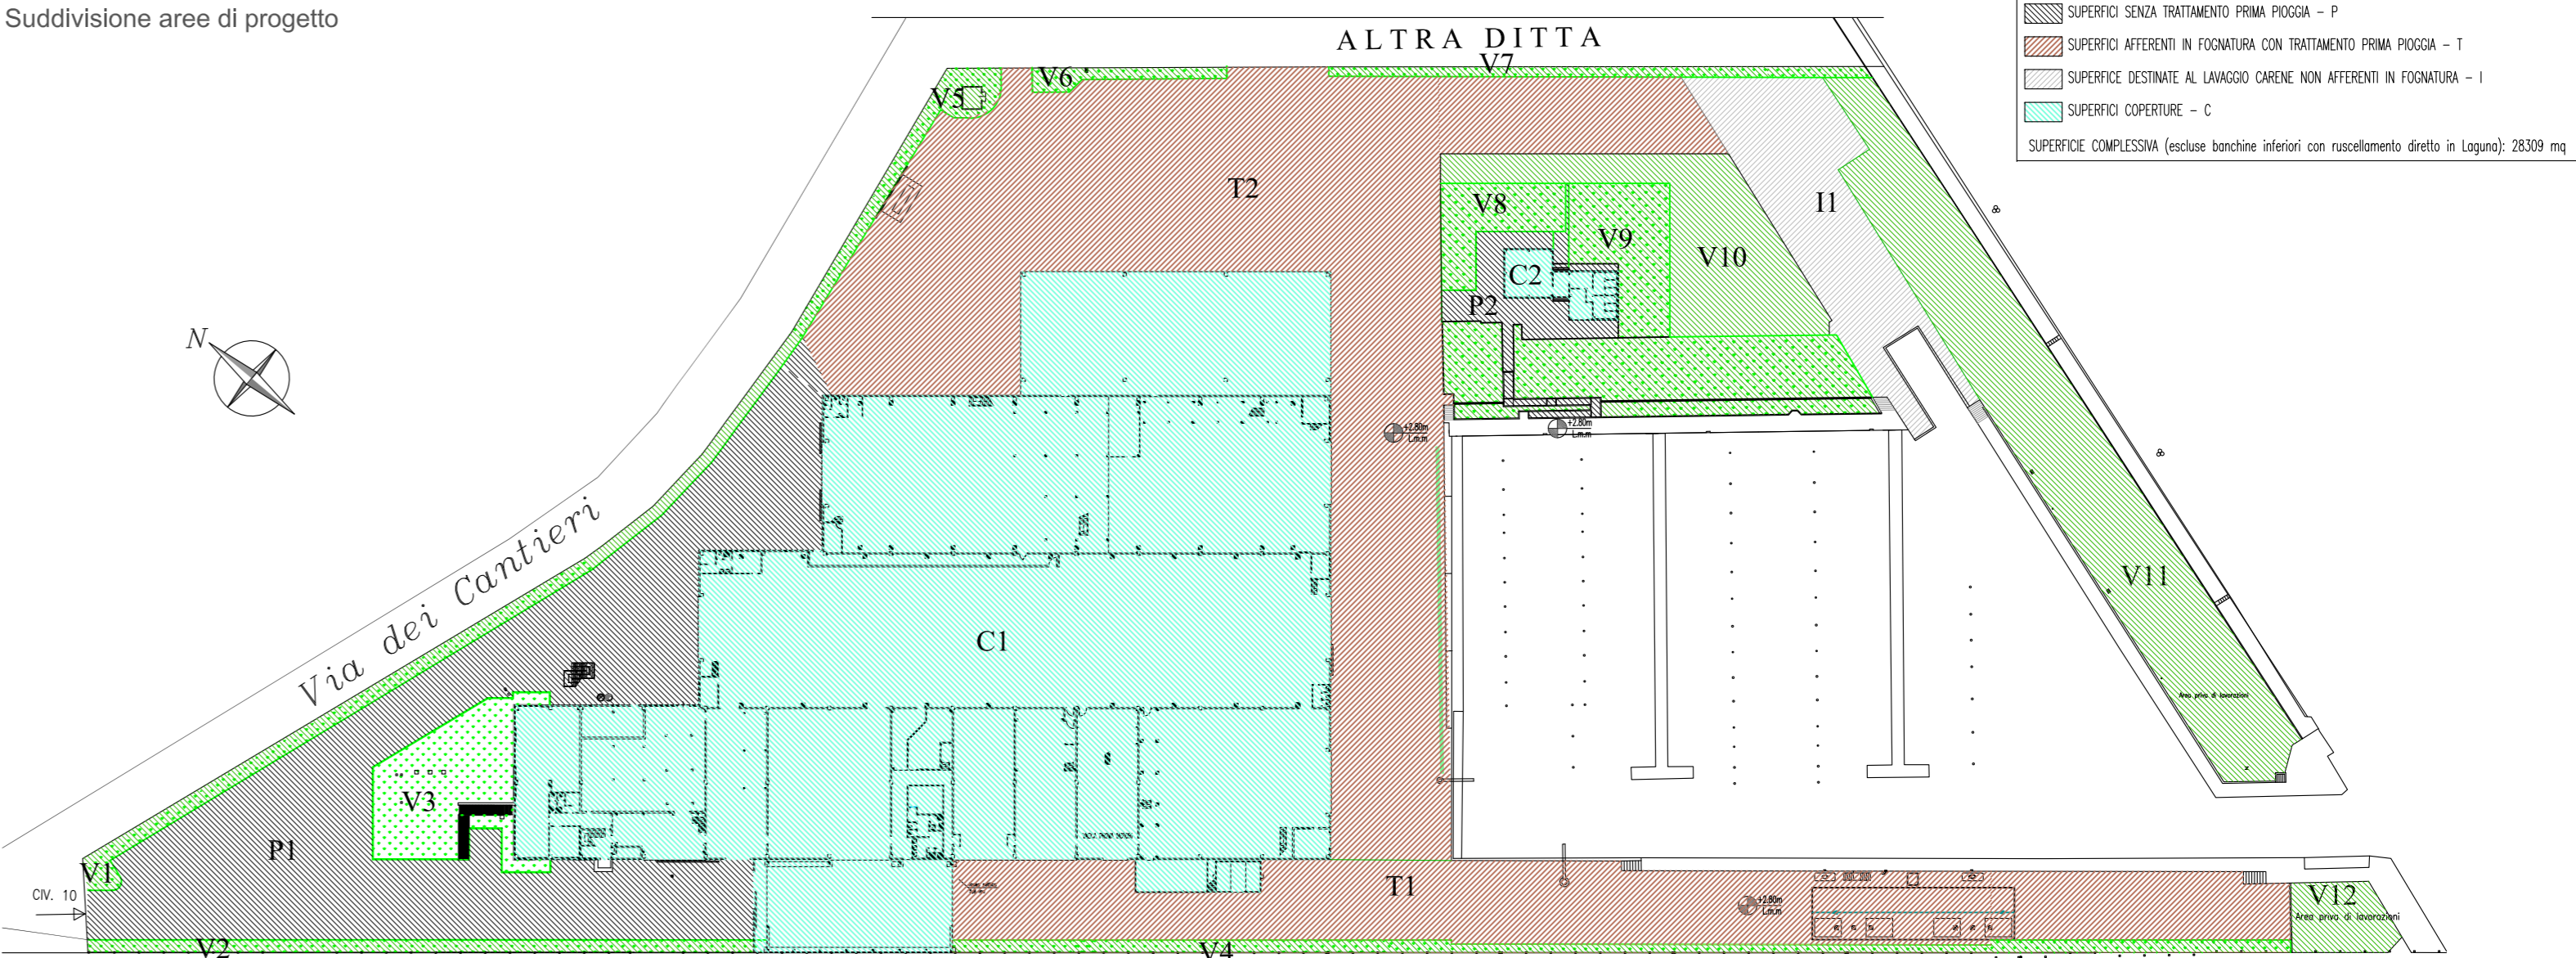 Suddivisione aree di progetto
SUPERFICI SENZA TRATTAMENTO PRIMA PIOGGIA - P
SUPERFICI AFFERENTI IN FOGNATURA CON TRATTAMENTO PRIMA PIOGGIA - T
SUPERFICE DESTINATE AL LAVAGGIO CARENE NON AFFERENTI IN FOGNATURA - I
SUPERFICI COPERTURE - C
SUPERFICIE COMPLESSIVA (escluse banchine inferiori con ruscellamento diretto in Laguna): 28309 mq
ALTRA DITTA
V7
V6
V5
T2
V8
I1
V9
V10
C2
P2
N
+2.80m
L.m.m
+2.80m
L.m.m
Via dei Cantieri
V11
C1
Area priva di lavorazioni
V3
P1
V1
CIV. 10
T1
+2.80m
L.m.m
V12
Area priva di lavorazioni
V2
V4